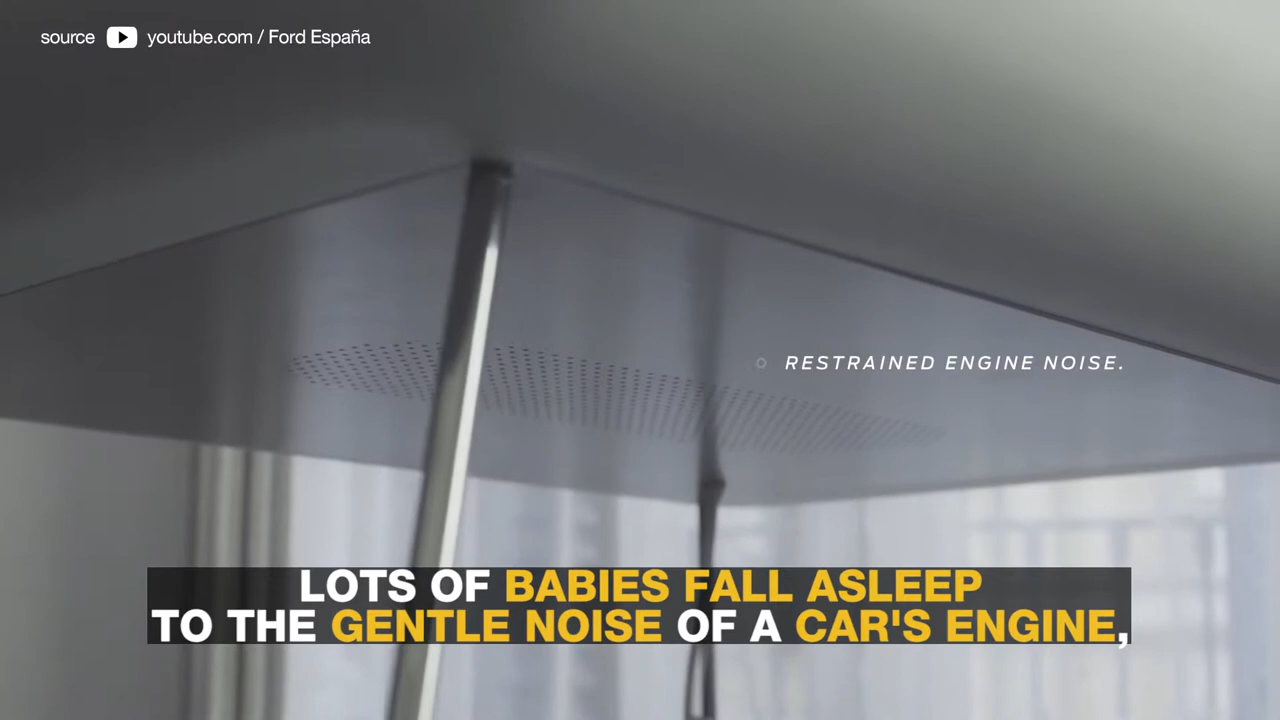 source youtube.com / Ford España
RESTRAINED ENGINE NOISE.
LOTS OF BABIES FALL ASLEEP
TO THE GENTLE NOISE OF A CAR'S ENGINE,